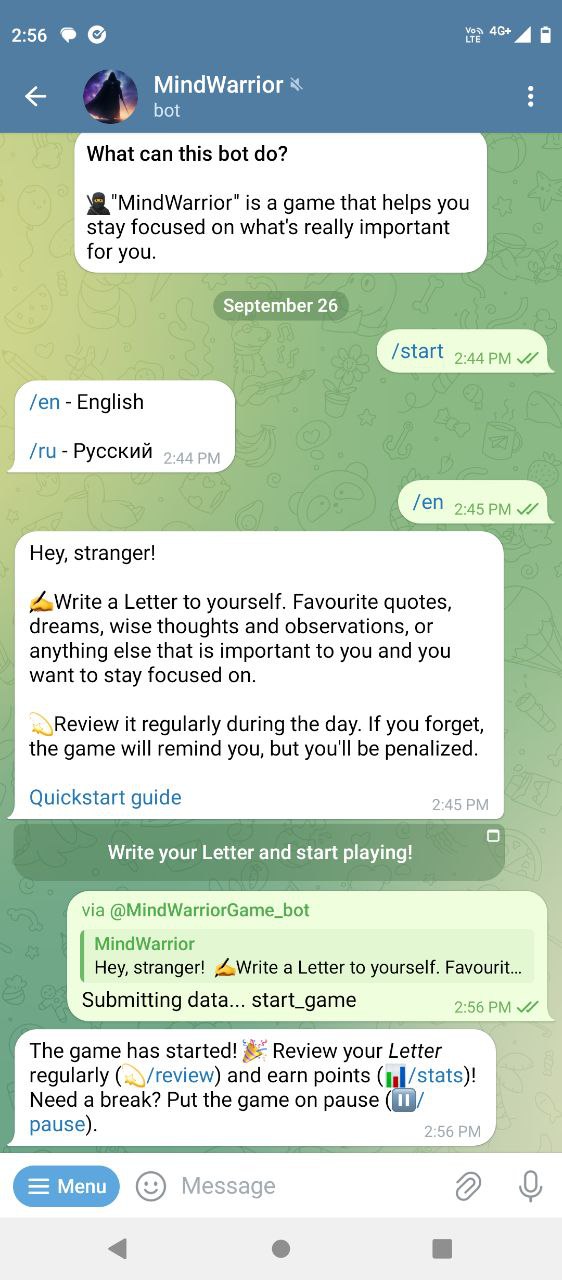 2:56
Vo)) LTE 4G+
MindWarrior
bot
What can this bot do?
🥷"MindWarrior" is a game that helps you
stay focused on what's really important
for you.
September 26
/start 2:44 PM
/en - English
/ru - Русский 2:44 PM
/en 2:45 PM
Hey, stranger!
✍️Write a Letter to yourself. Favourite quotes,
dreams, wise thoughts and observations, or
anything else that is important to you and you
want to stay focused on.
💫Review it regularly during the day. If you forget,
the game will remind you, but you'll be penalized.
Quickstart guide 2:45 PM
Write your Letter and start playing!
via @MindWarriorGame_bot
MindWarrior
Hey, stranger! ✍️Write a Letter to yourself. Favourit...
Submitting data... start_game 2:56 PM
The game has started! 🎉 Review your Letter
regularly (💫/review) and earn points (📊/stats)!
Need a break? Put the game on pause (⏸/
pause). 2:56 PM
Menu Message